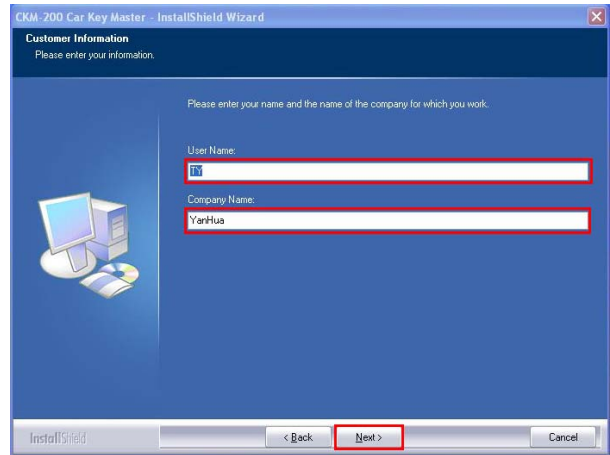 CKM-200 Car Key Master - InstallShield Wizard
Customer Information
Please enter your information.
Please enter your name and the name of the company for which you work.
User Name:
TY
Company Name:
YanHua
InstallShield
< Back
Next >
Cancel